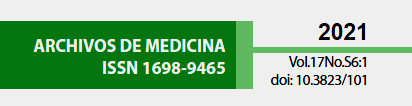 ARCHIVOS DE MEDICINA
ISSN 1698-9465
2021
Vol.17No.S6:1
doi: 10.3823/101